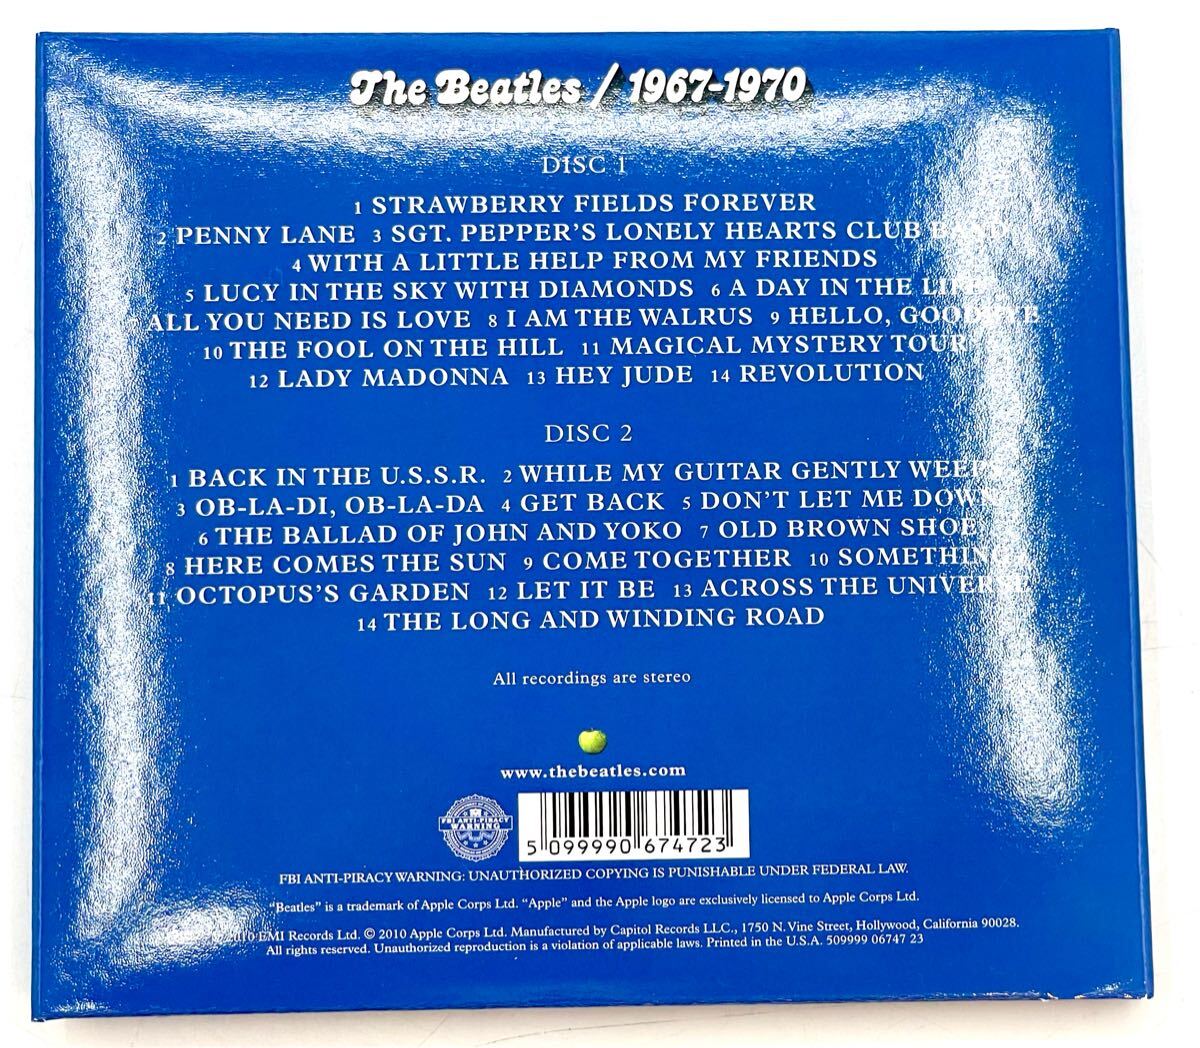 The Beatles / 1967-1970
DISC 1
1 STRAWBERRY FIELDS FOREVER
2 PENNY LANE 3 SGT. PEPPER'S LONELY HEARTS CLUB BAND
4 WITH A LITTLE HELP FROM MY FRIENDS
5 LUCY IN THE SKY WITH DIAMONDS 6 A DAY IN THE LIFE
ALL YOU NEED IS LOVE 8 I AM THE WALRUS 9 HELLO, GOODBYE
10 THE FOOL ON THE HILL 11 MAGICAL MYSTERY TOUR
12 LADY MADONNA 13 HEY JUDE 14 REVOLUTION
DISC 2
1 BACK IN THE U.S.S.R. 2 WHILE MY GUITAR GENTLY WEEPS
3 OB-LA-DI, OB-LA-DA 4 GET BACK 5 DON'T LET ME DOWN
6 THE BALLAD OF JOHN AND YOKO 7 OLD BROWN SHOE
8 HERE COMES THE SUN 9 COME TOGETHER 10 SOMETHING
11 OCTOPUS'S GARDEN 12 LET IT BE 13 ACROSS THE UNIVERSE
14 THE LONG AND WINDING ROAD
All recordings are stereo
www.thebeatles.com
FBI ANTI-PIRACY
WARNING
5 099990 674723
FBI ANTI-PIRACY WARNING: UNAUTHORIZED COPYING IS PUNISHABLE UNDER FEDERAL LAW.
"Beatles" is a trademark of Apple Corps Ltd. "Apple" and the Apple logo are exclusively licensed to Apple Corps Ltd.
EMI Records Ltd. © 2010 Apple Corps Ltd. Manufactured by Capitol Records LLC., 1750 N. Vine Street, Hollywood, California 90028.
All rights reserved. Unauthorized reproduction is a violation of applicable laws. Printed in the U.S.A. 509999 06747 23